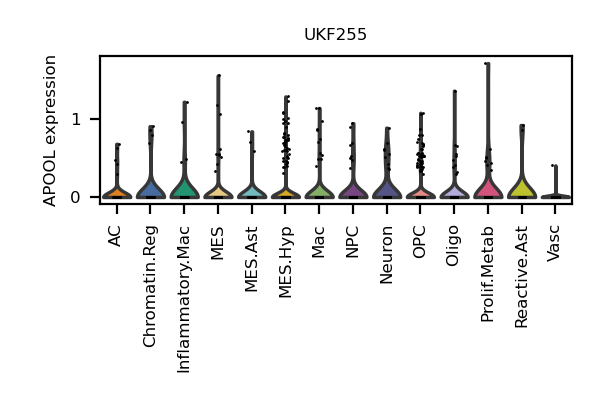 UKF255
APOOL expression
1
0
AC
Chromatin.Reg
Inflammatory.Mac
MES
MES.Ast
MES.Hyp
Mac
NPC
Neuron
OPC
Oligo
Prolif.Metab
Reactive.Ast
Vasc